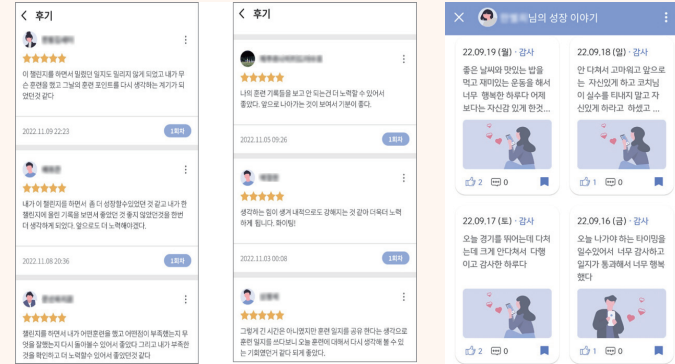 후기
이 챌린지를 하면서 밀렸던 일지도 밀리지 않게 되었고 내가 무
슨 훈련을 했고 그날의 훈련 포인트를 다시 생각하는 계기가 되
었던것 같다
2022.11.09 22:23
1회차
내가 이 챌린지를 하면서 좀 더 성장할수있었던 것 같고 내가 한
챌린지에 올린 기록을 보면서 좋았던 것 좋지 않았던것을 한번
더 생각하게 되었다. 앞으로도 더 노력해야겠다.
2022.11.08 20:36
1회차
챌린지를 하면서 내가 어떤훈련을 했고 어떤점이 부족했는지 무
엇을 잘했는지 다시 돌아볼수 있어서 좋았다 그리고 내가 부족한
것을 확인하고 더 노력할수 있어서 좋았던것 같다
후기
나의 훈련 기록들을 보고 안 되는건 더 노력할 수 있어서
좋았다. 앞으로 나아가는 것이 보여서 기분이 좋다.
2022.11.05 09:26
1회차
생각하는 힘이 생겨 내적으로도 강해지는 것 같아 더욱더 노력
하게 됩니다. 화이팅!
2022.11.03 00:08
1회차
그렇게 긴 시간은 아니였지만 훈련 일지를 공유 한다는 생각으로
훈련 일지를 쓰다보니 오늘 훈련에 대해서 다시 생각해 볼 수 있
는 기회였던거 같다 되게 좋았다.
님의 성장 이야기
22.09.19 (월) · 감사
좋은 날씨와 맛있는 밥을
먹고 재미있는 운동을 해서
너무 행복한 하루다 어제
보다는 자신감 있게 한것...
2 0
22.09.18 (일) · 감사
안 다쳐서 고마워고 앞으로
는 자신있게 하고 코치님
이 실수를 티내지 말고 자
신있게 하라고 하셨고 ...
1 0
22.09.17 (토) · 감사
오늘 경기를 뛰어는데 다처
는데 크게 안다쳐서 다행
이고 감사한 하루다
2 0
22.09.16 (금) · 감사
오늘 나가야 하는 타이밍을
일수있어서 너무 감사하고
일지가 통과해서 너무 행복
했다
2 0